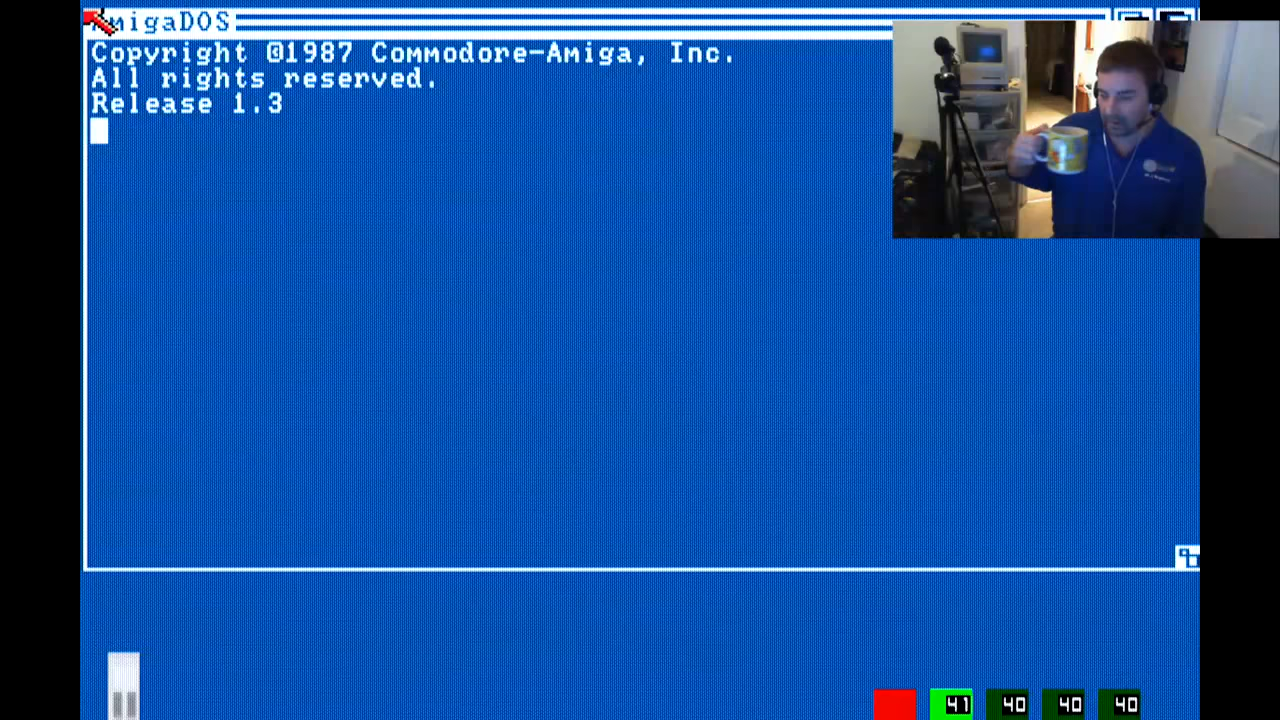 AmigaDOS
Copyright ©1987 Commodore-Amiga, Inc.
All rights reserved.
Release 1.3
41 40 40 40